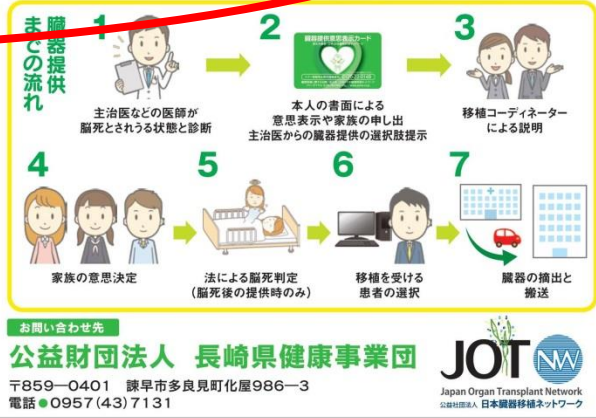 臓器提供
までの流れ
1
主治医などの医師が
脳死とされうる状態と診断
2
臓器提供意思表示カード
本人の書面による
意思表示や家族の申し出
主治医からの臓器提供の選択肢提示
3
移植コーディネーター
による説明
4
家族の意思決定
5
法による脳死判定
(脳死後の提供時のみ)
6
移植を受ける
患者の選択
7
臓器の摘出と
搬送
お問い合わせ先
公益財団法人 長崎県健康事業団
〒859—0401 諫早市多良見町化屋986—3
電話●0957(43)7131
JOT NW
Japan Organ Transplant Network
公益社団法人 日本臓器移植ネットワーク